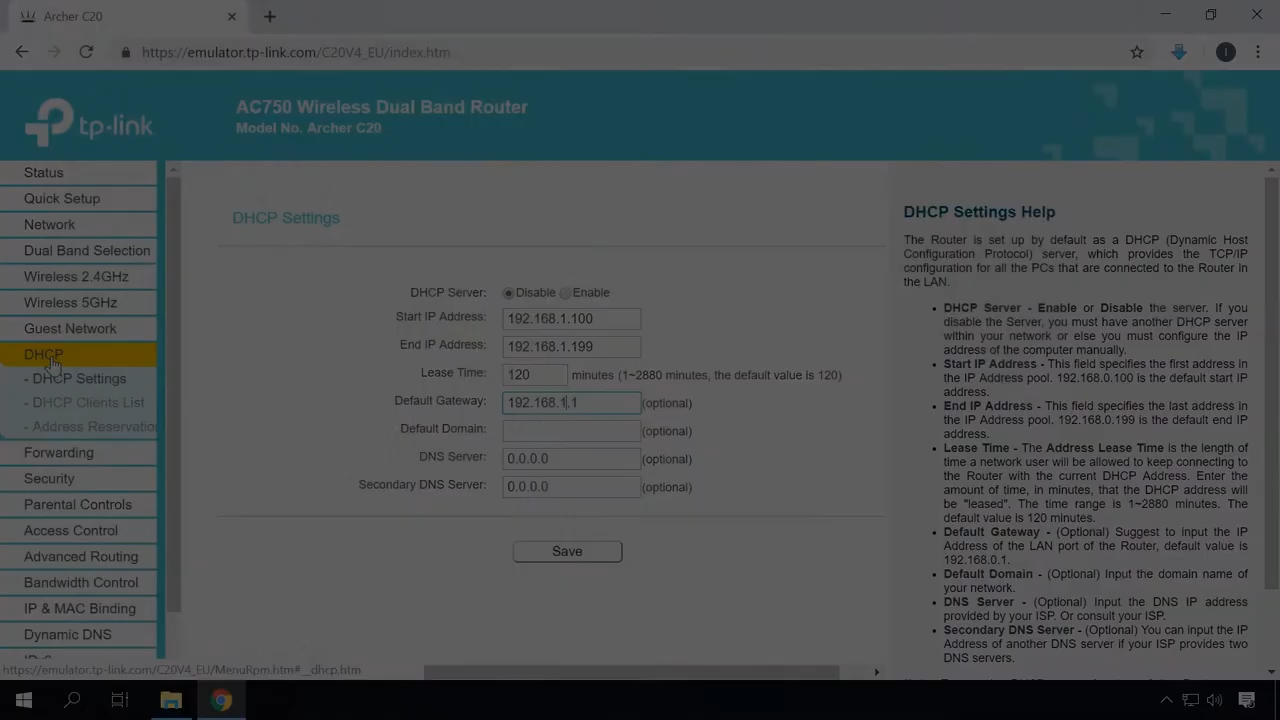 Archer C20
https://emulator.tp-link.com/C20V4_EU/index.htm
I
tp-link
AC750 Wireless Dual Band Router
Model No. Archer C20
Status
Quick Setup
Network
Dual Band Selection
Wireless 2.4GHz
Wireless 5GHz
Guest Network
DHCP
- DHCP Settings
- DHCP Clients List
- Address Reservatio
Forwarding
Security
Parental Controls
Access Control
Advanced Routing
Bandwidth Control
IP & MAC Binding
Dynamic DNS
DHCP Settings
DHCP Server: Disable Enable
Start IP Address: 192.168.1.100
End IP Address: 192.168.1.199
Lease Time: 120 minutes (1~2880 minutes, the default value is 120)
Default Gateway: 192.168.1.1 (optional)
Default Domain: (optional)
DNS Server: 0.0.0.0 (optional)
Secondary DNS Server: 0.0.0.0 (optional)
Save
DHCP Settings Help
The Router is set up by default as a DHCP (Dynamic Host
Configuration Protocol) server, which provides the TCP/IP
configuration for all the PCs that are connected to the Router in
the LAN.
• DHCP Server - Enable or Disable the server. If you
disable the Server, you must have another DHCP server
within your network or else you must configure the IP
address of the computer manually.
• Start IP Address - This field specifies the first address in
the IP Address pool. 192.168.0.100 is the default start IP
address.
• End IP Address - This field specifies the last address in
the IP Address pool. 192.168.0.199 is the default end IP
address.
• Lease Time - The Address Lease Time is the length of
time a network user will be allowed to keep connecting to
the Router with the current DHCP Address. Enter the
amount of time, in minutes, that the DHCP address will
be "leased". The time range is 1~2880 minutes. The
default value is 120 minutes.
• Default Gateway - (Optional) Suggest to input the IP
Address of the LAN port of the Router, default value is
192.168.0.1.
• Default Domain - (Optional) Input the domain name of
your network.
• DNS Server - (Optional) Input the DNS IP address
provided by your ISP. Or consult your ISP.
• Secondary DNS Server - (Optional) You can input the IP
Address of another DNS server if your ISP provides two
DNS servers.
https://emulator.tp-link.com/C20V4_EU/MenuRpm.htm#__dhcp.htm